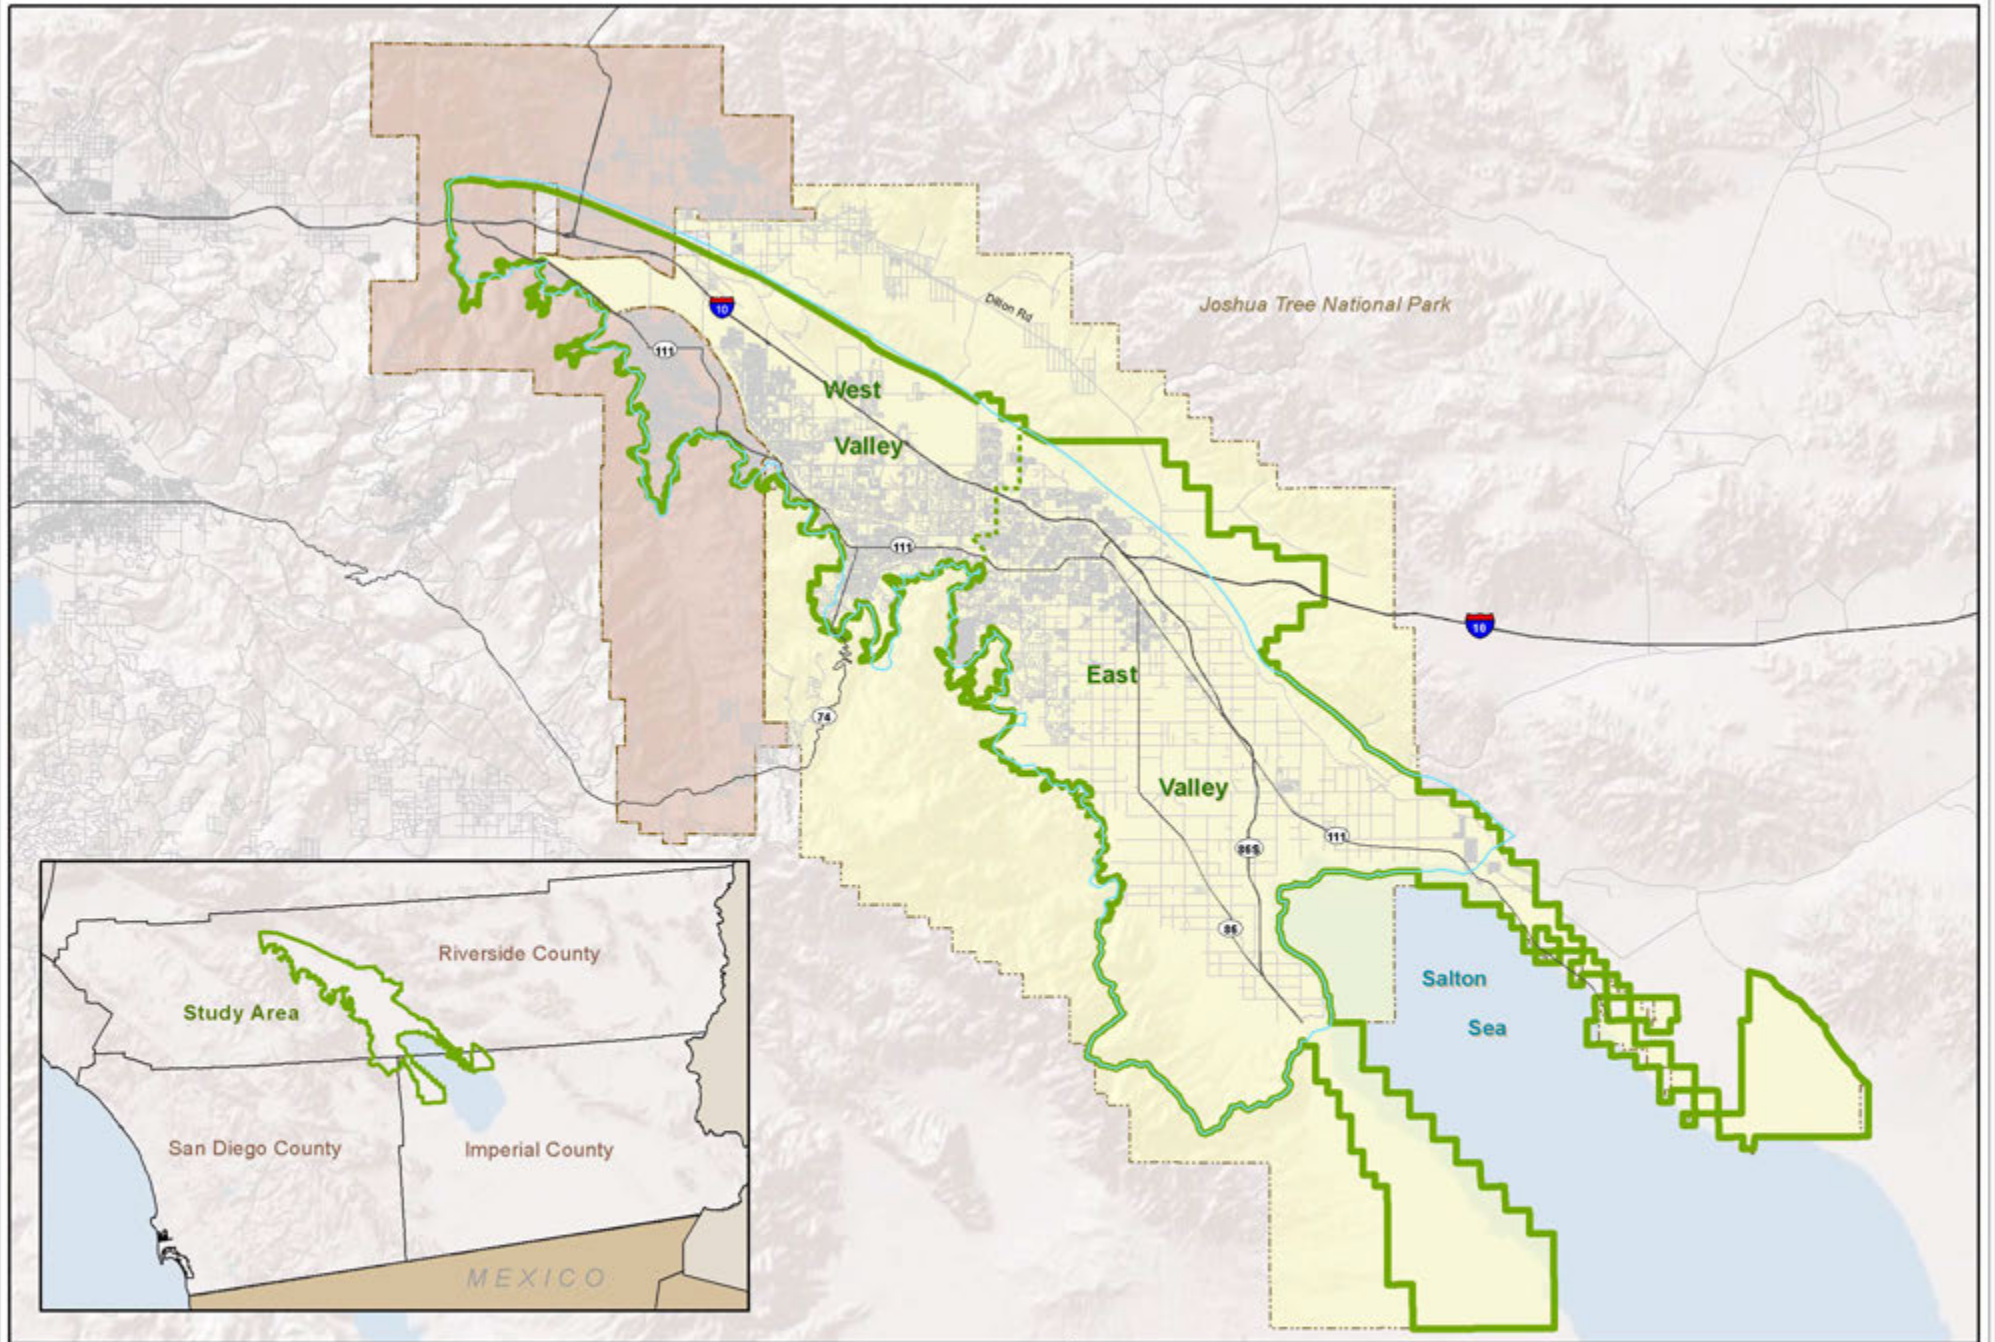 Joshua Tree National Park
Dillon Rd
10
111
West
Valley
111
10
East
74
Valley
111
86S
86
Salton
Sea
Riverside County
Study Area
San Diego County
Imperial County
MEXICO